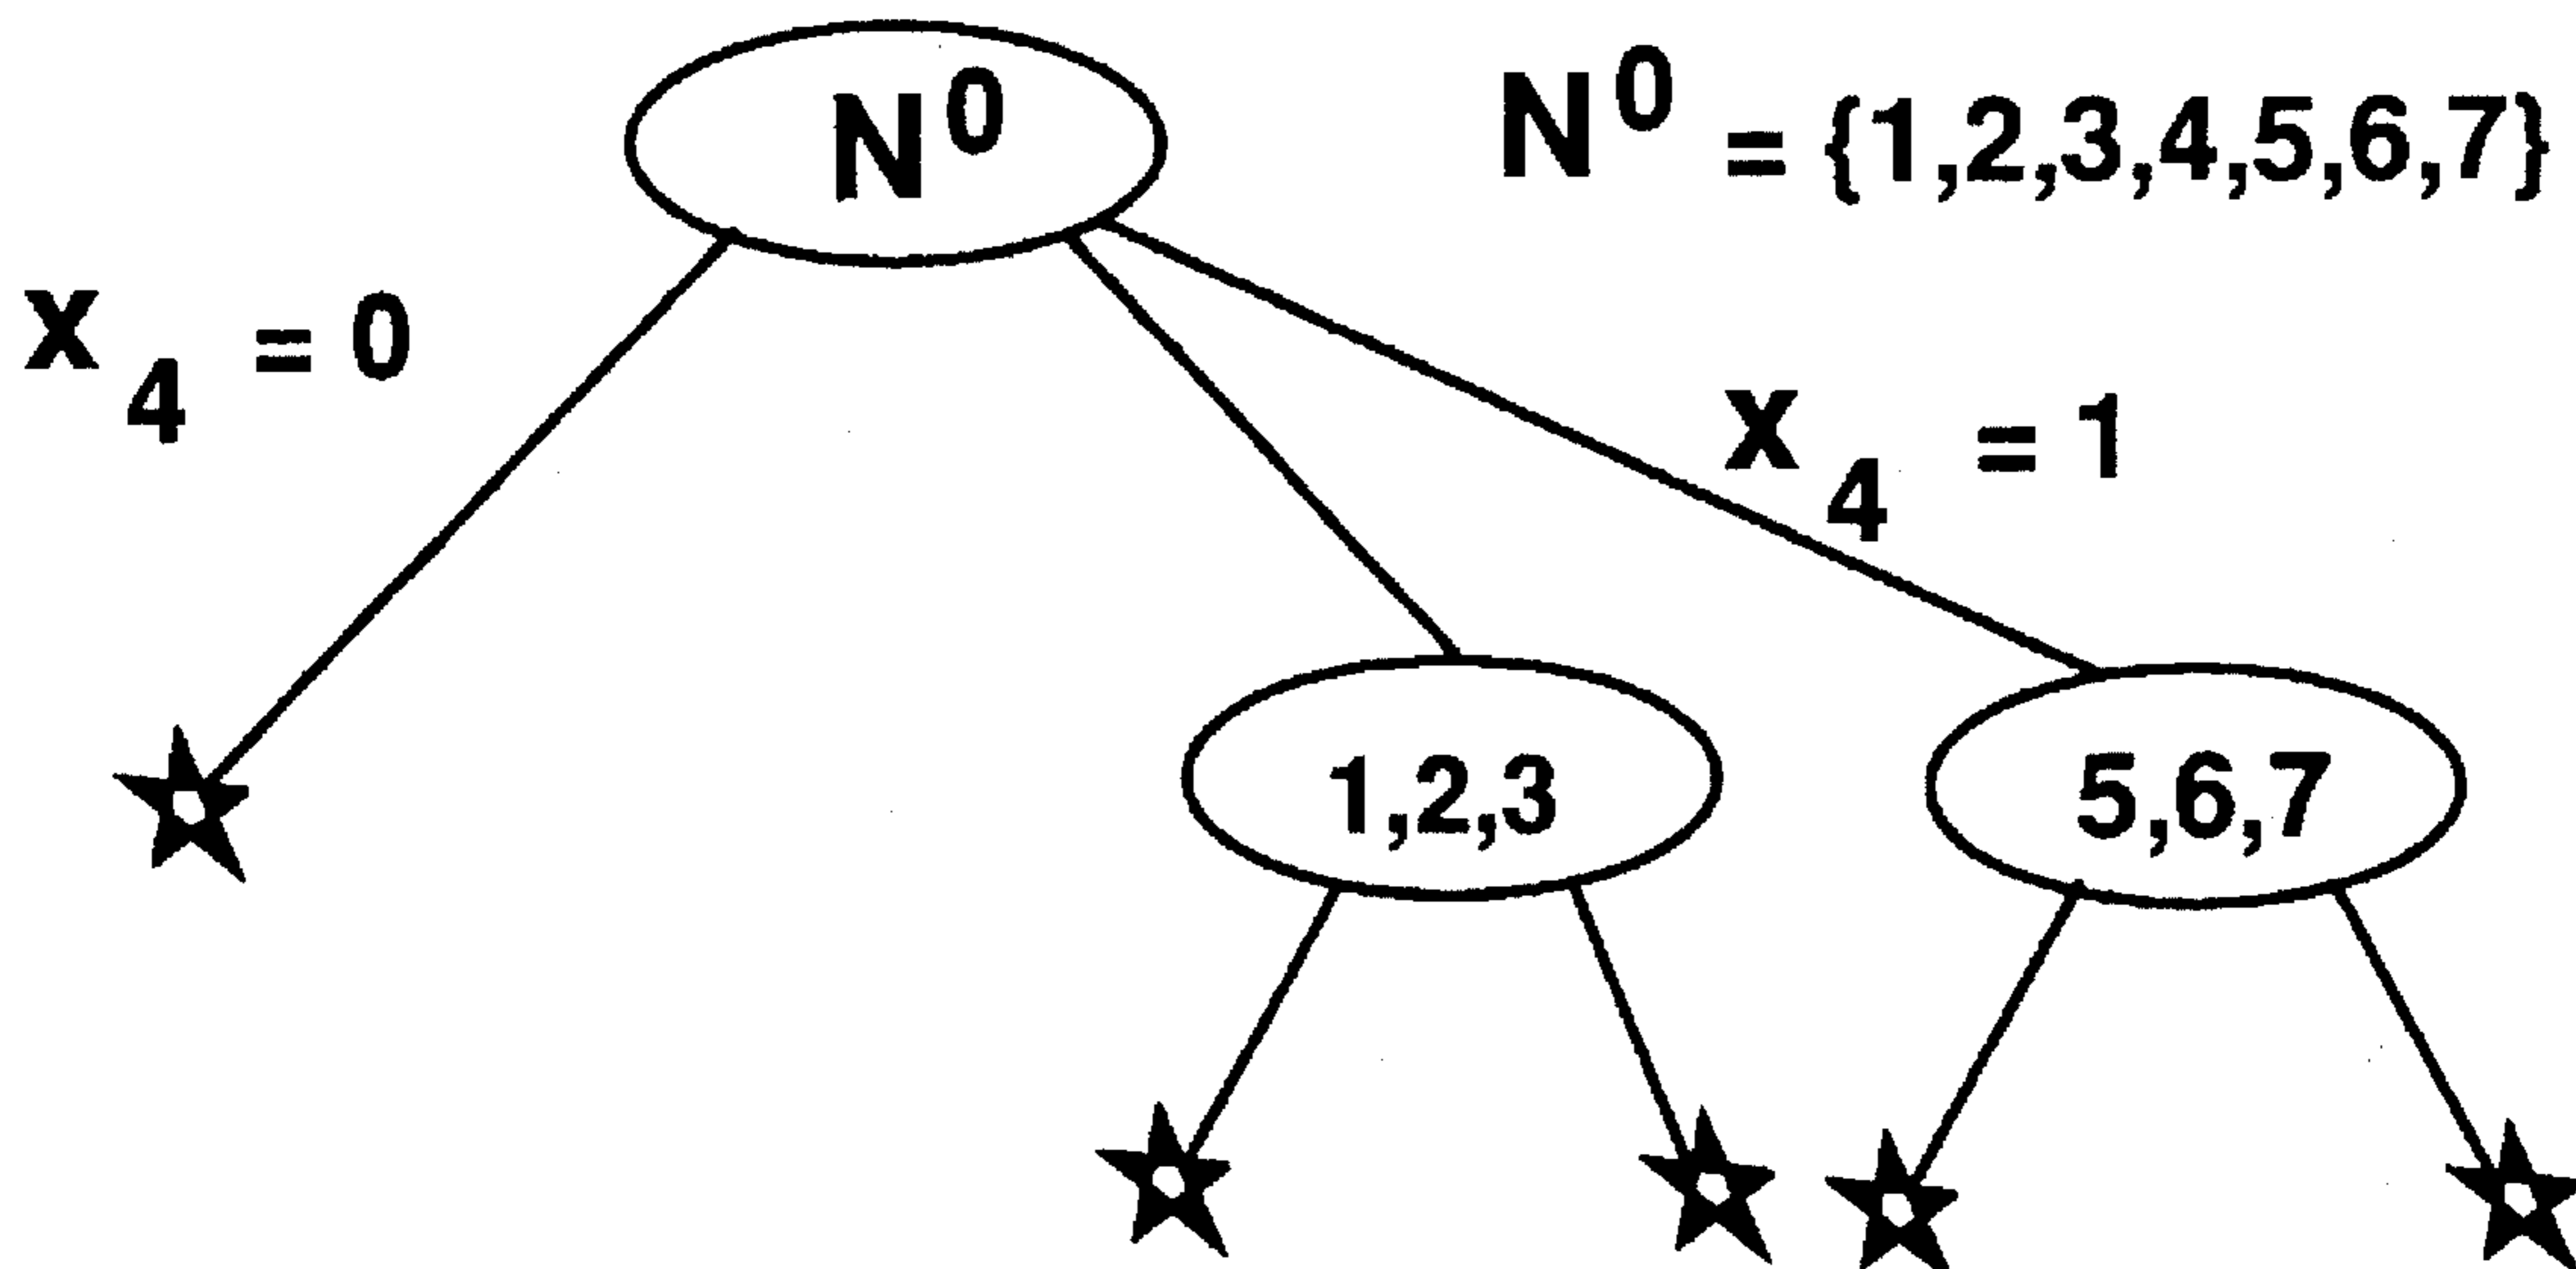 N⁰
N⁰ = {1,2,3,4,5,6,7}
x₄ = 0
x₄ = 1
1,2,3
5,6,7